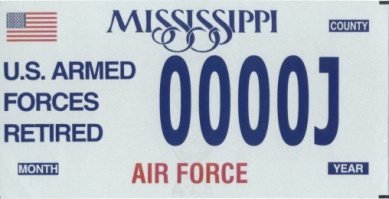 MISSISSIPPI
COUNTY
U.S. ARMED
FORCES
RETIRED
0000J
MONTH
AIR FORCE
YEAR